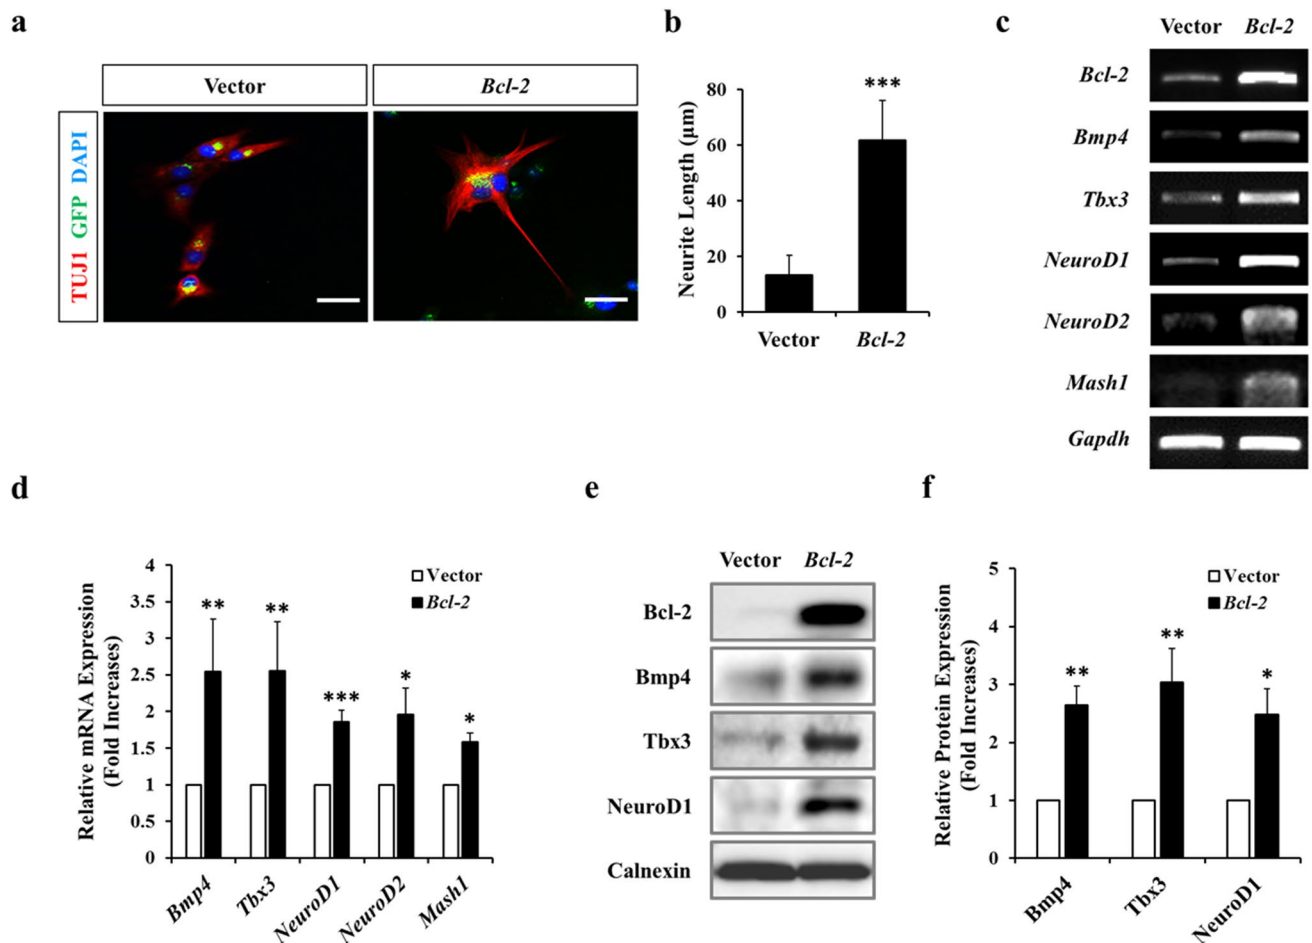 a
Vector
Bcl-2
TUJ1 GFP DAPI
b
Neurite Length (μm)
80
60
40
20
0
***
Vector
Bcl-2
c
Vector
Bcl-2
Bcl-2
Bmp4
Tbx3
NeuroD1
NeuroD2
Mash1
Gapdh
d
Relative mRNA Expression
(Fold Increases)
4
3.5
3
2.5
2
1.5
1
0.5
0
Vector
Bcl-2
**
**
***
*
*
Bmp4
Tbx3
NeuroD1
NeuroD2
Mash1
e
Vector
Bcl-2
Bcl-2
Bmp4
Tbx3
NeuroD1
Calnexin
f
Relative Protein Expression
(Fold Increases)
5
4
3
2
1
0
Vector
Bcl-2
**
**
*
Bmp4
Tbx3
NeuroD1